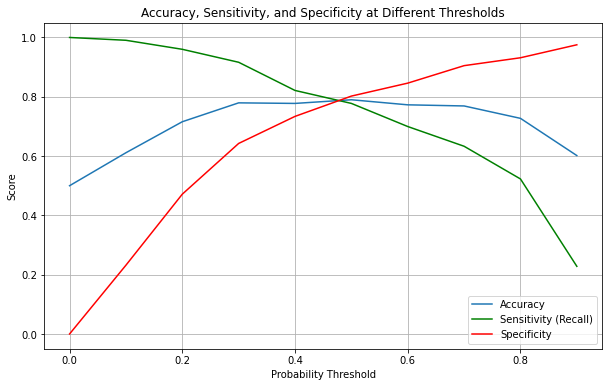 Accuracy, Sensitivity, and Specificity at Different Thresholds
1.0
0.8
0.6
0.4
0.2
0.0
Score
0.0 0.2 0.4 0.6 0.8
Probability Threshold
Accuracy
Sensitivity (Recall)
Specificity